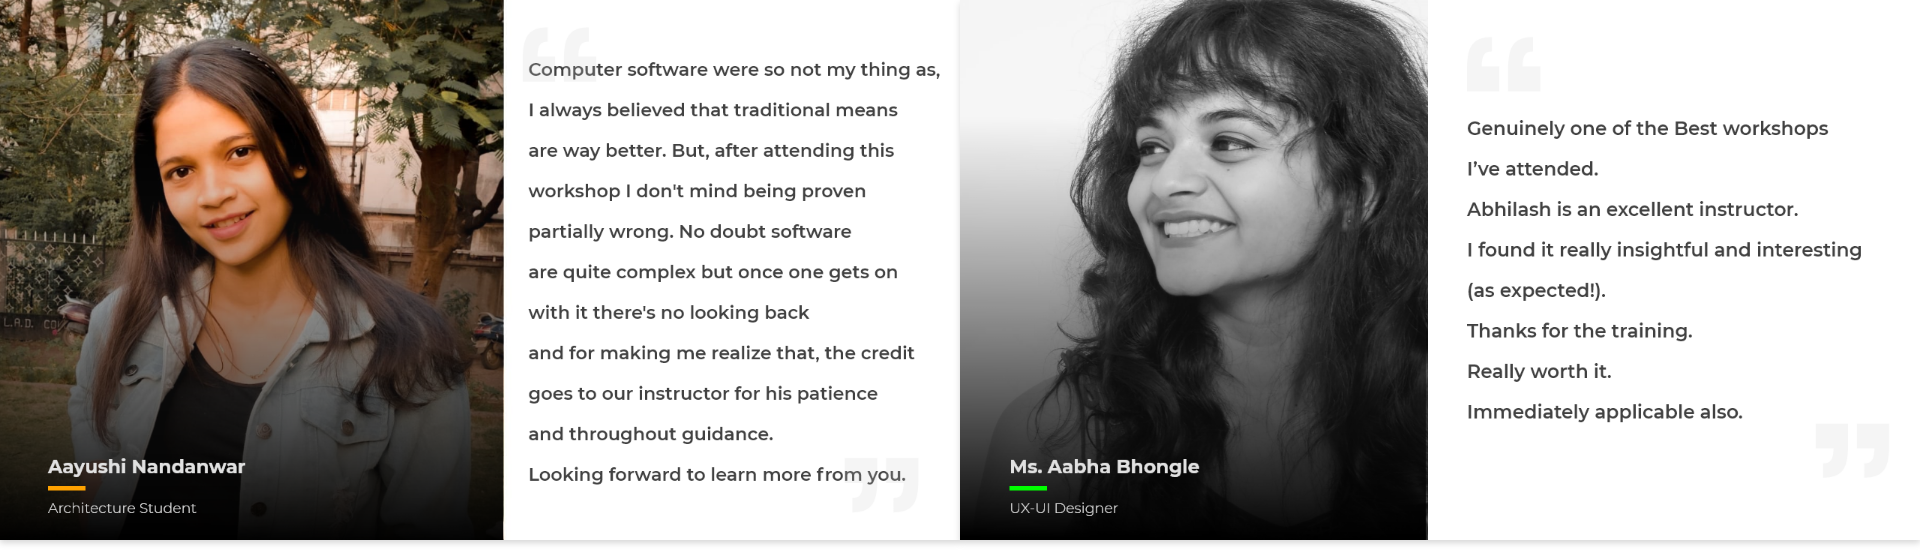 Computer software were so not my thing as,
I always believed that traditional means
are way better. But, after attending this
workshop I don't mind being proven
partially wrong. No doubt software
are quite complex but once one gets on
with it there's no looking back
and for making me realize that, the credit
goes to our instructor for his patience
and throughout guidance.
Looking forward to learn more from you.
L.A.D.
Aayushi Nandanwar
Architecture Student
Genuinely one of the Best workshops
I’ve attended.
Abhilash is an excellent instructor.
I found it really insightful and interesting
(as expected!).
Thanks for the training.
Really worth it.
Immediately applicable also.
Ms. Aabha Bhongle
UX-UI Designer